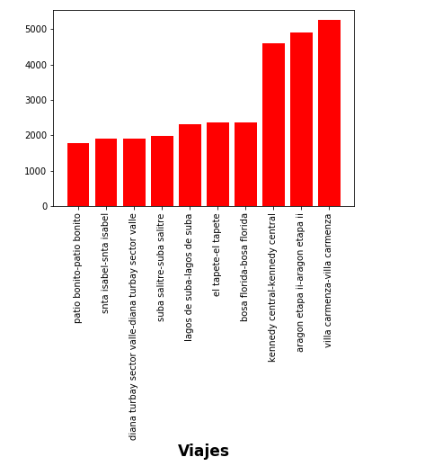 5000
4000
3000
2000
1000
0
patio bonito-patio bonito
snta isabel-snta isabel
diana turbay sector valle-diana turbay sector valle
suba salitre-suba salitre
lagos de suba-lagos de suba
el tapete-el tapete
bosa florida-bosa florida
kennedy central-kennedy central
aragon etapa ii-aragon etapa ii
villa carmenza-villa carmenza
Viajes